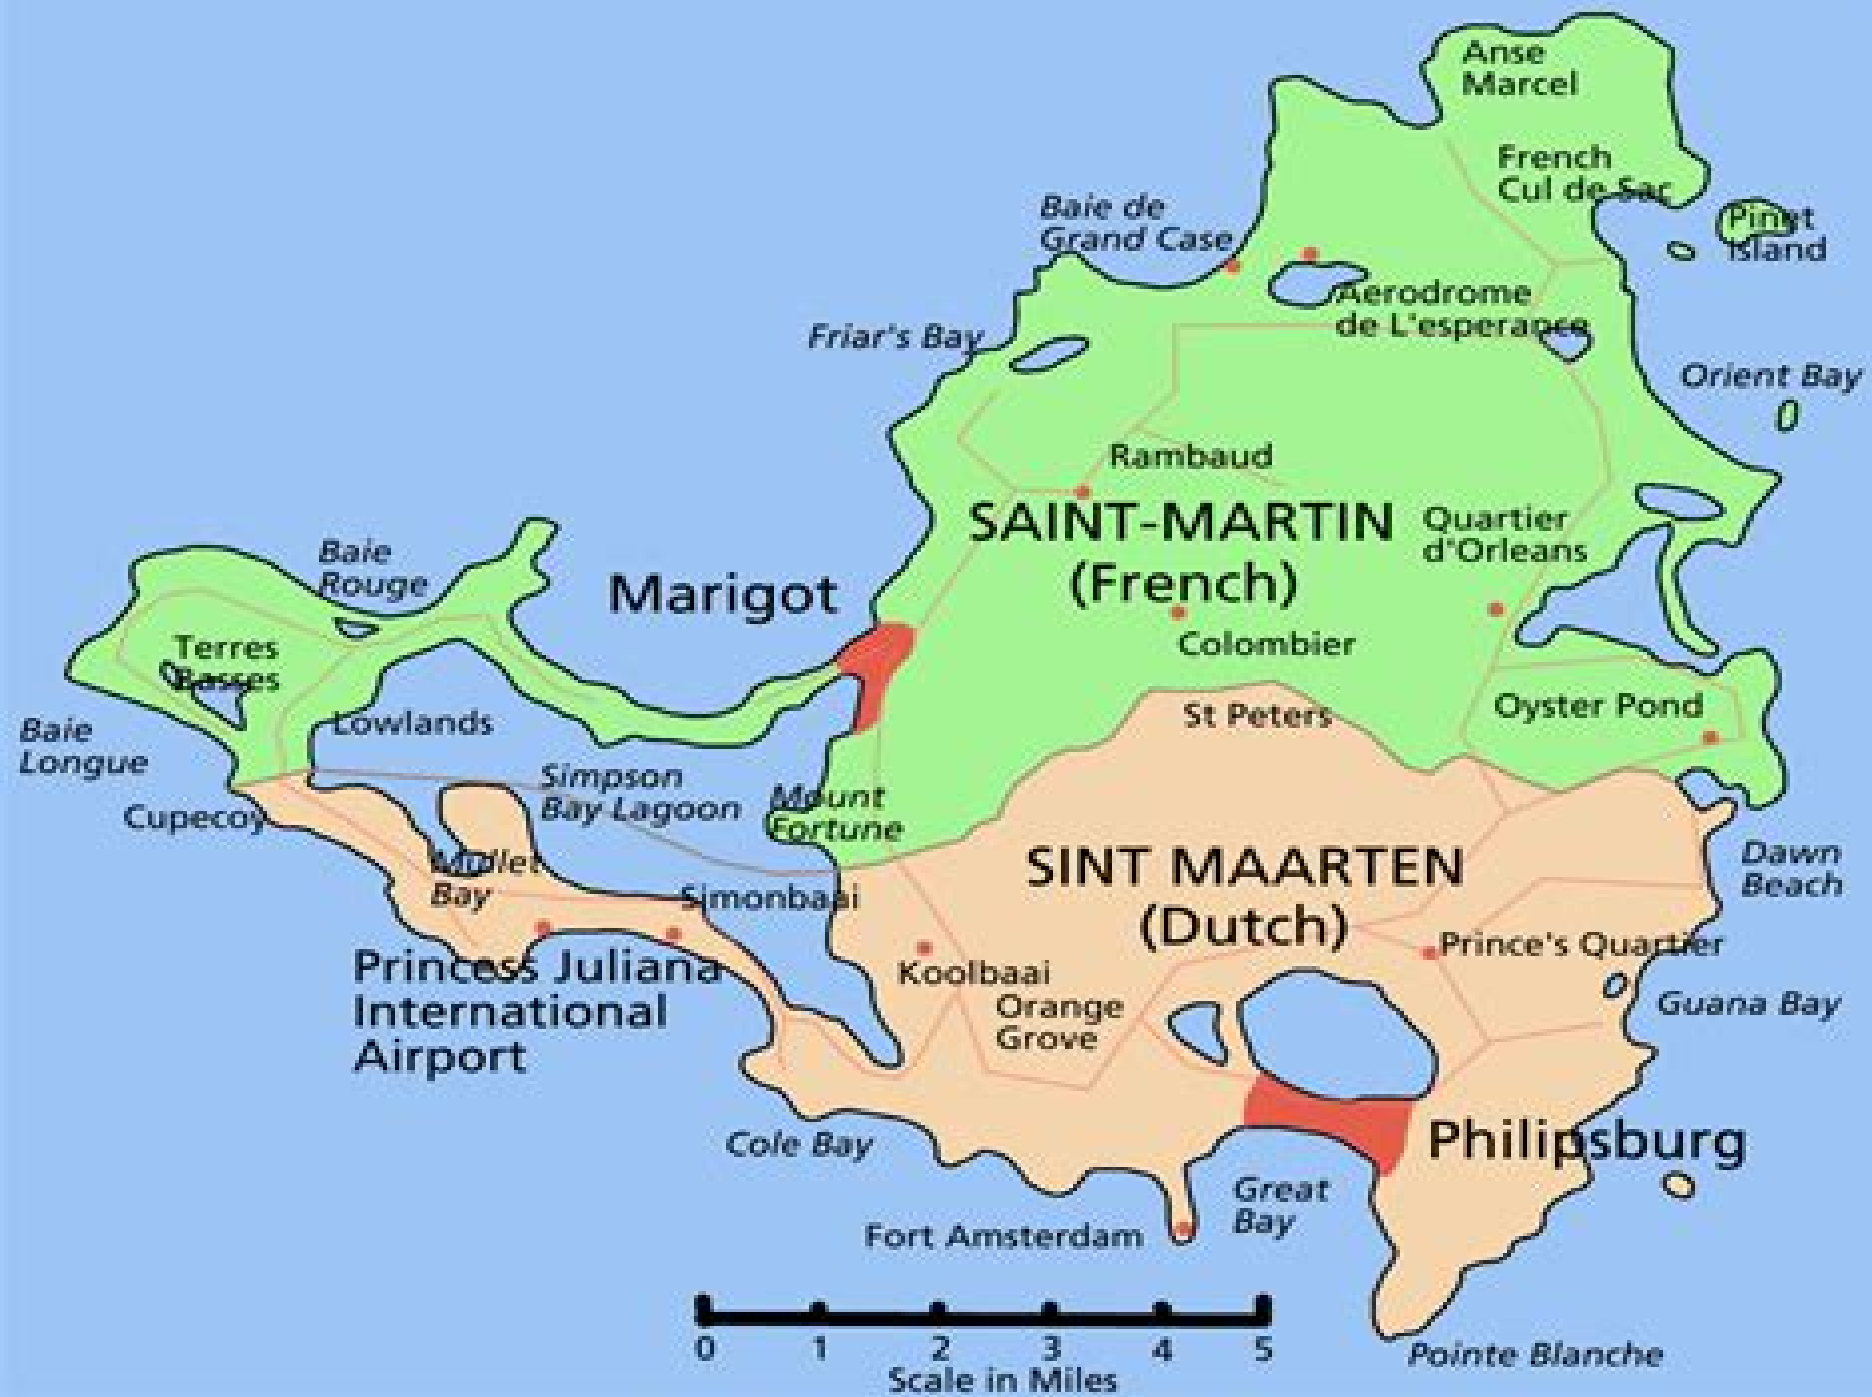 Anse
Marcel
French
Cul de Sac
Baie de
Grand Case
Pinet
Island
Aerodrome
de L'esperance
Friar's Bay
Orient Bay
Rambaud
SAINT-MARTIN
(French)
Quartier
d'Orleans
Baie
Rouge
Marigot
Terres
Basses
Colombier
Baie
Longue
Lowlands
St Peters
Oyster Pond
Simpson
Bay Lagoon
Mount
Fortune
Cupecoy
Mullet
Bay
Simonbaai
SINT MAARTEN
(Dutch)
Dawn
Beach
Prince's Quartier
Princess Juliana
International
Airport
Koolbaai
Orange
Grove
Guana Bay
Philipsburg
Cole Bay
Great
Bay
Fort Amsterdam
0 1 2 3 4 5
Scale in Miles
Pointe Blanche